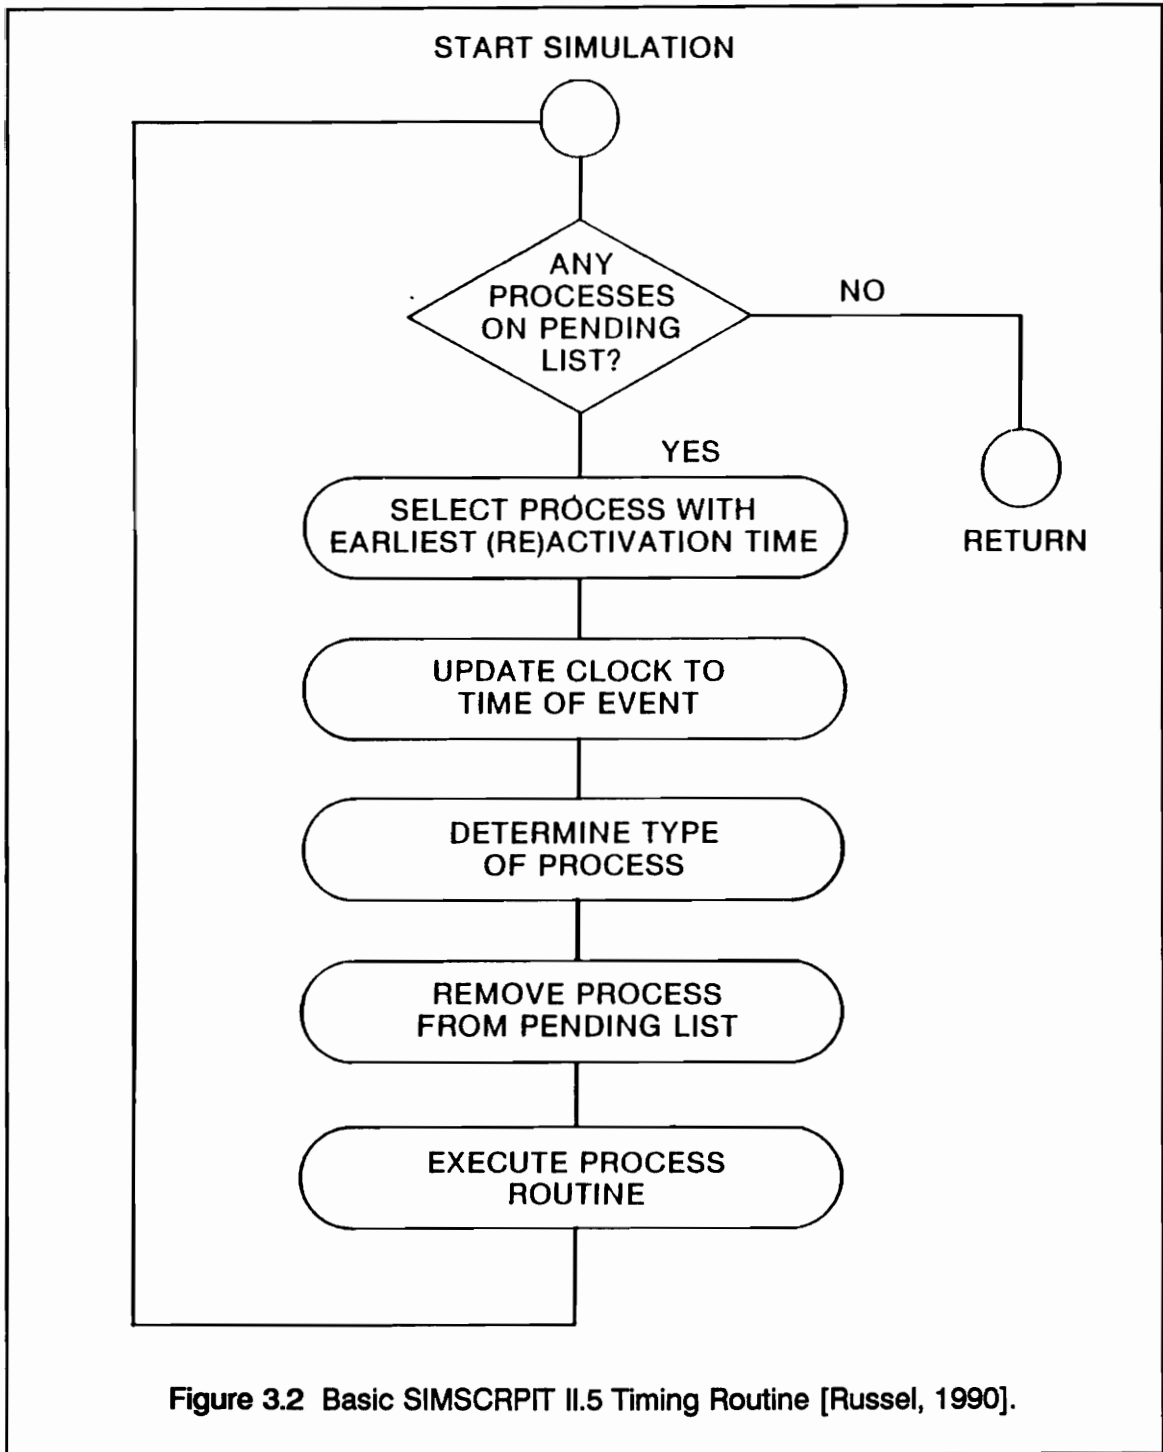 START SIMULATION
ANY
PROCESSES
ON PENDING
LIST?
NO
YES
SELECT PROCESS WITH
EARLIEST (RE)ACTIVATION TIME
RETURN
UPDATE CLOCK TO
TIME OF EVENT
DETERMINE TYPE
OF PROCESS
REMOVE PROCESS
FROM PENDING LIST
EXECUTE PROCESS
ROUTINE
Figure 3.2 Basic SIMSCRPIT II.5 Timing Routine [Russel, 1990].